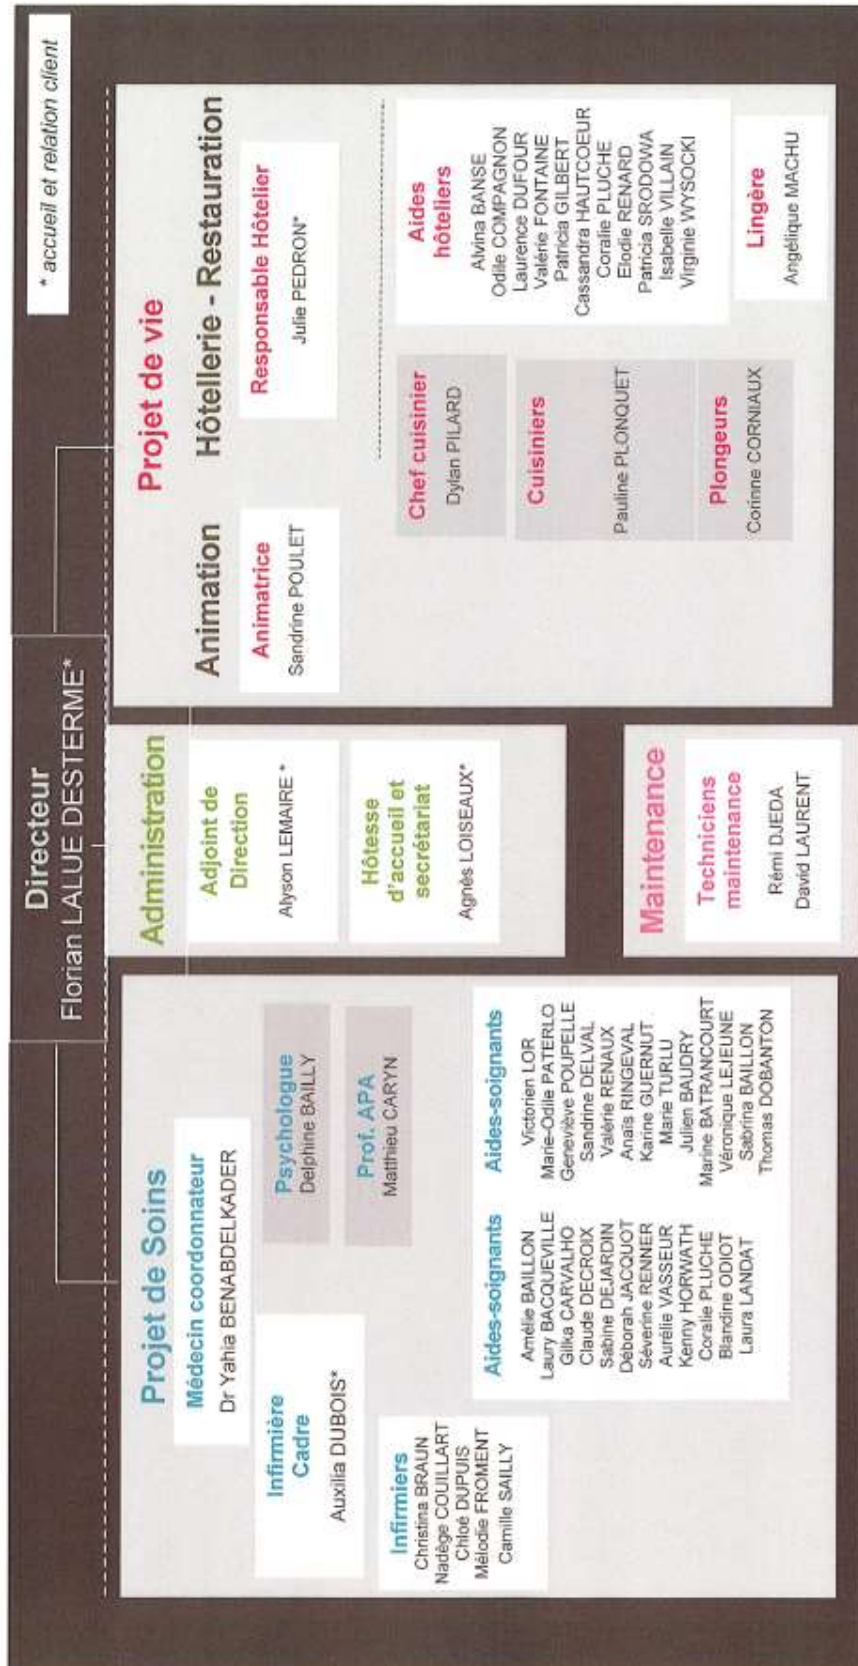 * accueil et relation client
Directeur
Florian LALUE DESTERME*
Projet de Soins
Médecin coordonnateur
Dr Yahia BENABDELKADER
Infirmière
Cadre
Auxilia DUBOIS*
Psychologue
Delphine BAILLY
Prof. APA
Matthieu CARYN
Infirmiers
Christina BRAUN
Nadège COUILLART
Chloé DUPUIS
Mélodie FROMENT
Camille SAILLY
Aides-soignants
Amélie BAILLON
Laury BACQUEVILLE
Gilka CARVALHO
Claude DECROIX
Sabine DEJARDIN
Déborah JACQUOT
Séverine RENNER
Aurélie VASSEUR
Kenny HORWATH
Coralie PLUCHE
Blandine ODIOT
Laura LANDAT
Aides-soignants
Victorien LOR
Marie-Odile PATERLO
Geneviève POUPELLE
Sandrine DELVAL
Valérie RENAUX
Anaïs RINGEVAL
Karine GUERNUT
Marie TURLU
Julien BAUDRY
Marine BATRANCOURT
Véronique LEJEUNE
Sabrina BAILLON
Thomas DOBANTON
Administration
Adjoint de
Direction
Alyson LEMAIRE *
Hôtesse
d'accueil et
secrétariat
Agnès LOISEAUX*
Maintenance
Techniciens
maintenance
Rémi DJEDA
David LAURENT
Projet de vie
Animation
Animatrice
Sandrine POULET
Hôtellerie - Restauration
Responsable Hôtelier
Julie PEDRON*
Chef cuisinier
Dylan PILARD
Cuisiniers
Pauline PLONQUET
Plongeurs
Corinne CORNIAUX
Aides
hôteliers
Alvina BANSE
Odile COMPAGNON
Laurence DUFOUR
Valérie FONTAINE
Patricia GILBERT
Cassandra HAUTCOEUR
Coralie PLUCHE
Elodie RENARD
Patricia SRODOWA
Isabelle VILLAIN
Virginie WYSOCKI
Lingère
Angélique MACHU